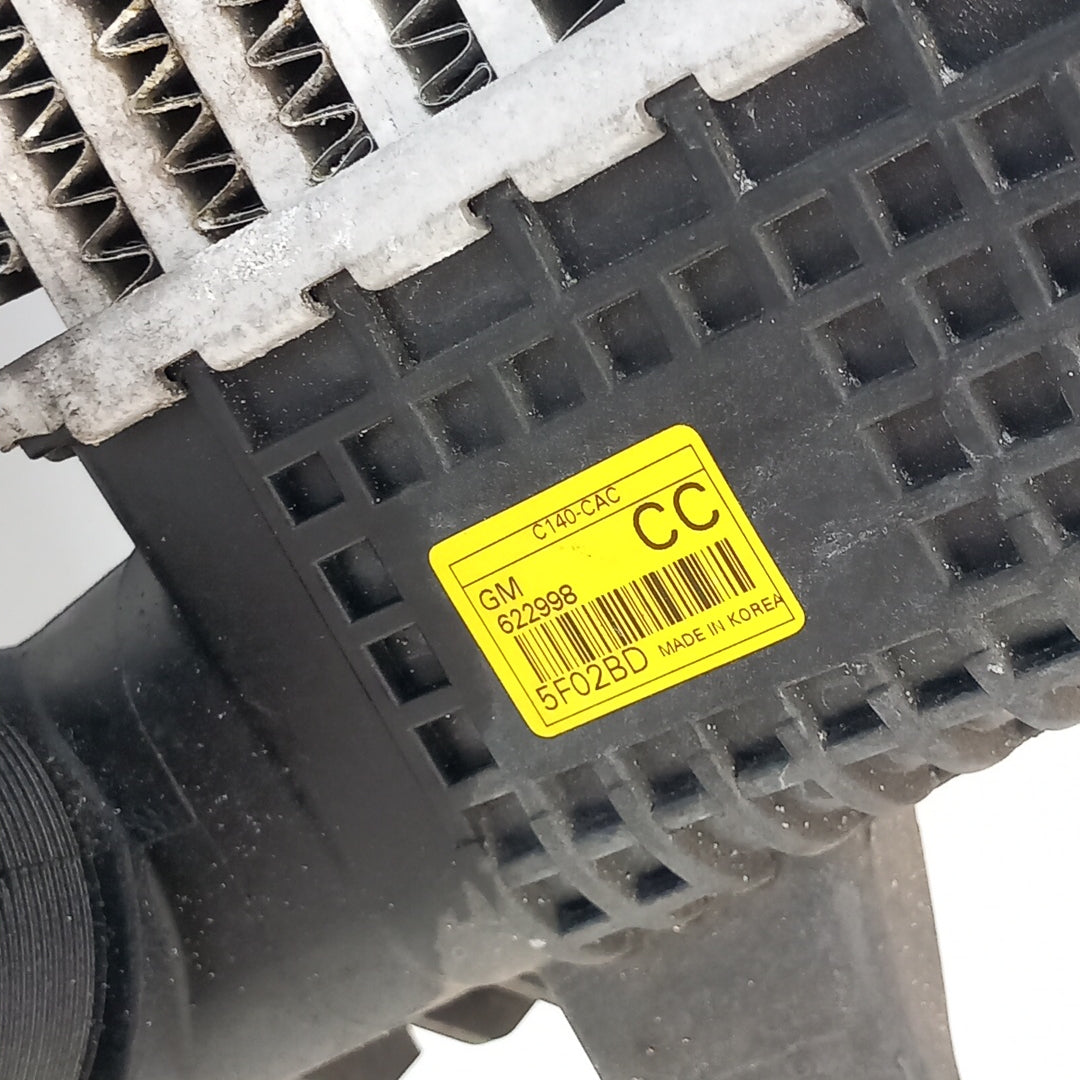 C140-CAC
CC
GM
622998
5F02BD MADE IN KOREA